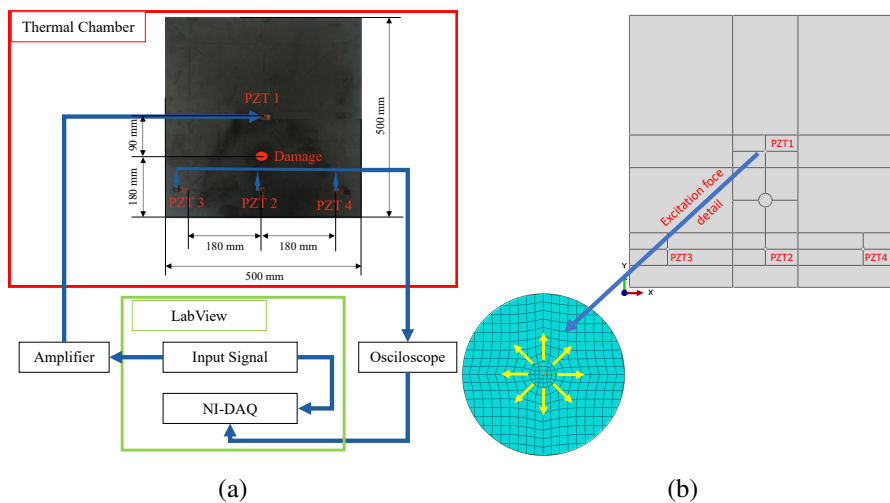 Thermal Chamber
PZT 1
90 mm
500 mm
Damage
180 mm
PZT 3
PZT 2
PZT 4
180 mm
180 mm
500 mm
LabView
Amplifier
Input Signal
Osciloscope
NI-DAQ
(a)
PZT1
Excitation foce
detail
PZT3
PZT2
PZT4
Y
X
(b)